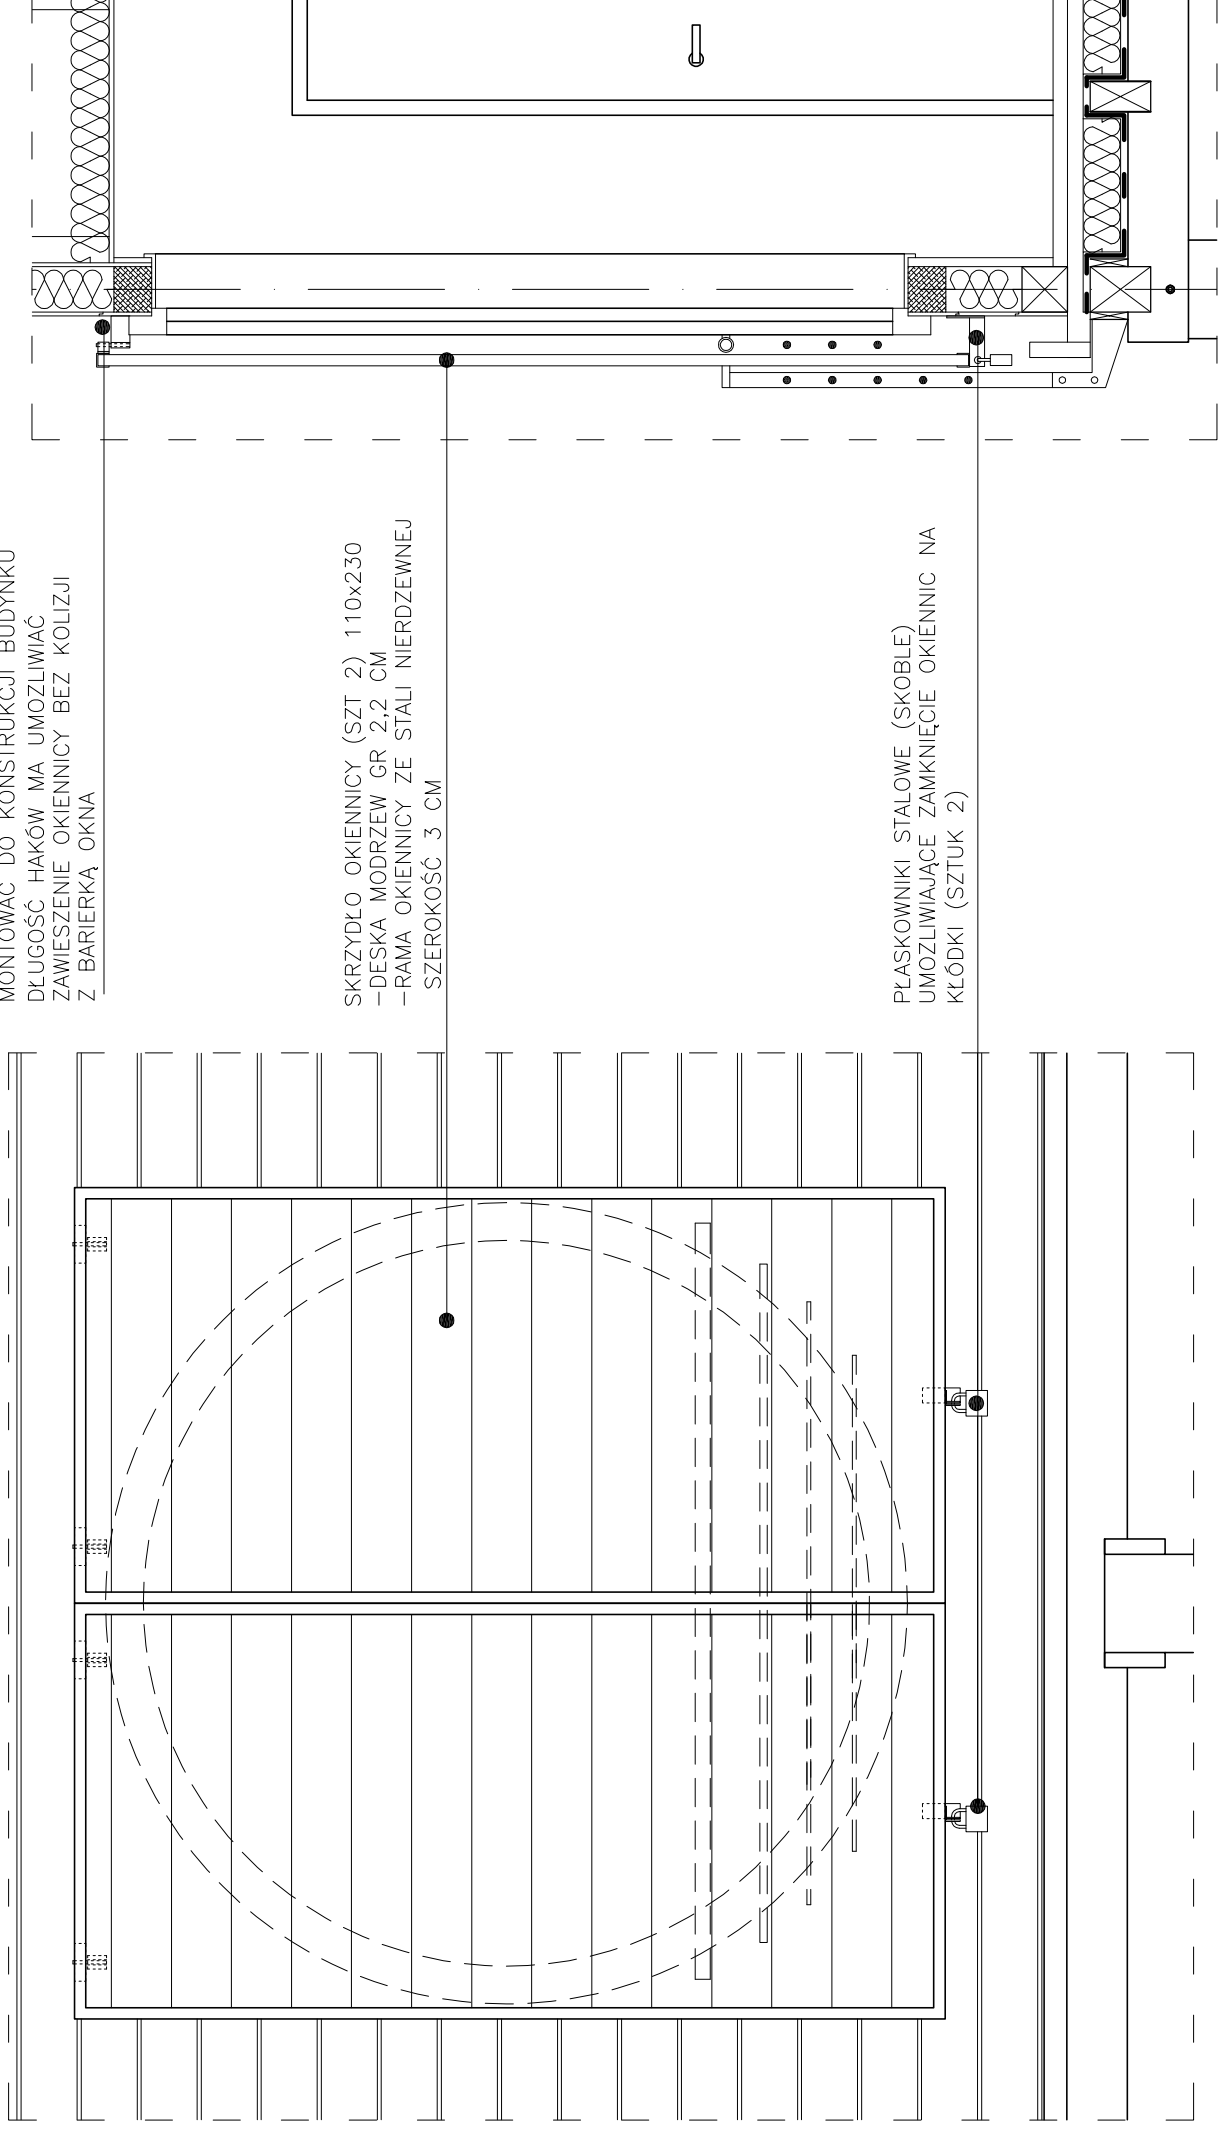 MONTOWAĆ DO KONSTRUKCJI BUDYNKU
DŁUGOŚĆ HAKÓW MA UMOZLIWIAĆ
ZAWIESZENIE OKIENNICY BEZ KOLIZJI
Z BARIERKĄ OKNA
SKRZYDŁO OKIENNICY (SZT 2) 110x230
-DESKA MODRZEW GR 2,2 CM
-RAMA OKIENNICY ZE STALI NIERDZEWNEJ
SZEROKOŚĆ 3 CM
PŁASKOWNIKI STALOWE (SKOBLE)
UMOZLIWIAJĄCE ZAMKNIĘCIE OKIENNIC NA
KŁÓDKI (SZTUK 2)